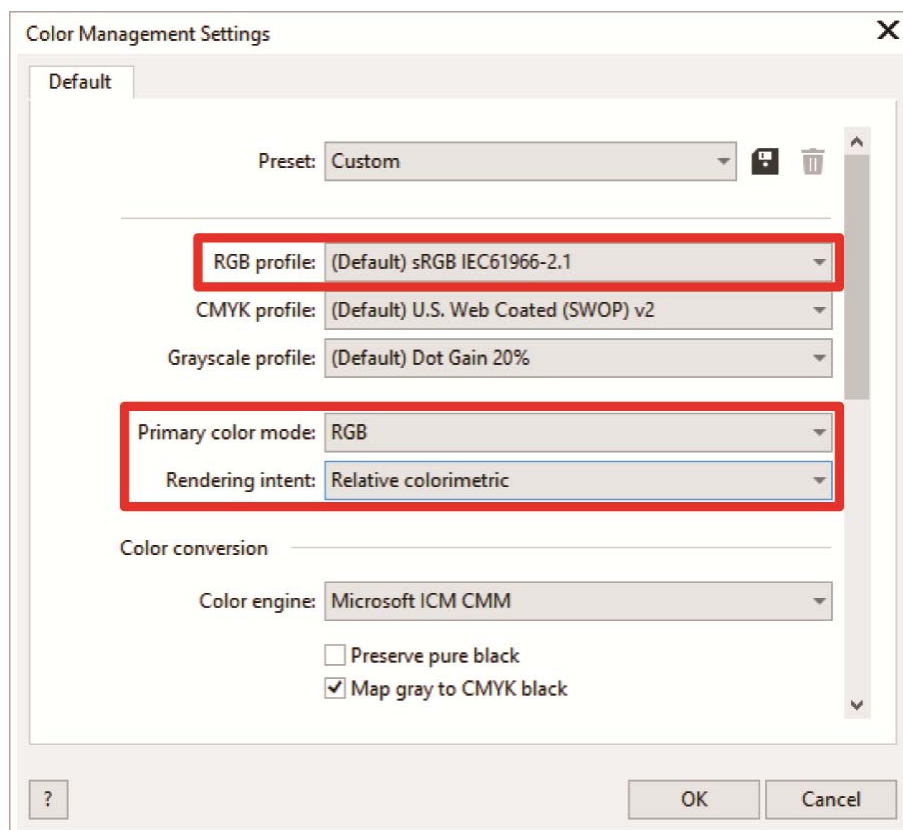 Color Management Settings
Default
Preset: Custom
RGB profile: (Default) sRGB IEC61966-2.1
CMYK profile: (Default) U.S. Web Coated (SWOP) v2
Grayscale profile: (Default) Dot Gain 20%
Primary color mode: RGB
Rendering intent: Relative colorimetric
Color conversion
Color engine: Microsoft ICM CMM
Preserve pure black
Map gray to CMYK black
? OK Cancel